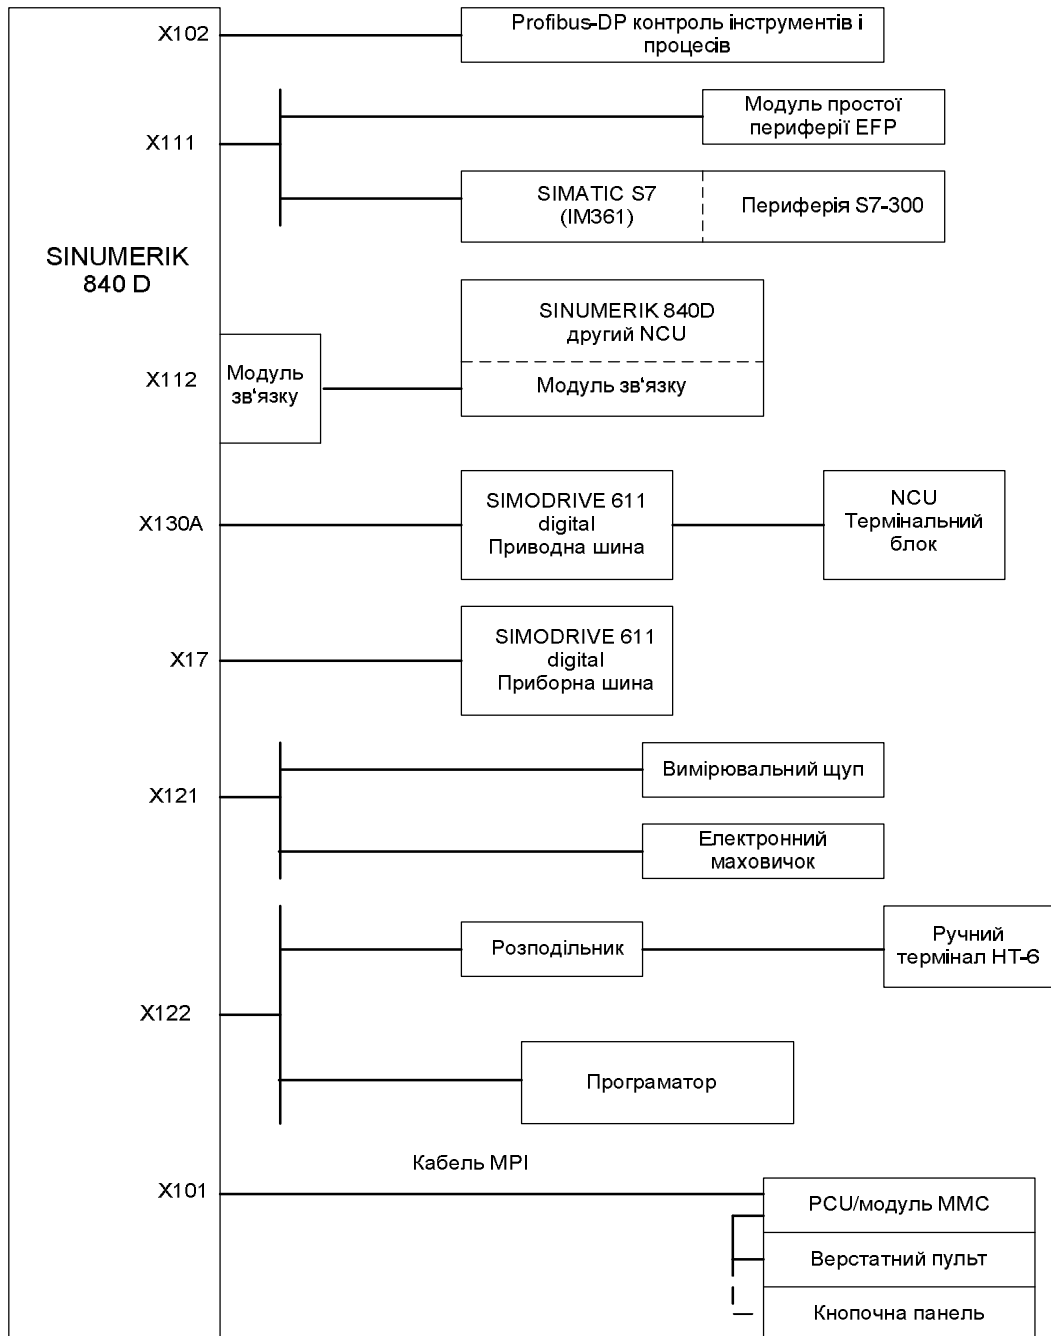 X102
Profibus-DP контроль інструментів і
процесів
X111
Модуль простої
периферії EFP
SIMATIC S7
(IM361)
Периферія S7-300
SINUMERIK
840 D
SINUMERIK 840D
другий NCU
Модуль зв'язку
X112
Модуль
зв'язку
X130A
SIMODRIVE 611
digital
Приводна шина
NCU
Термінальний
блок
X17
SIMODRIVE 611
digital
Приборна шина
X121
Вимірювальний щуп
Електронний
маховичок
X122
Розподільник
Ручний
термінал HT-6
Програматор
Кабель MPI
X101
PCU/модуль MMC
Верстатний пульт
Кнопочна панель